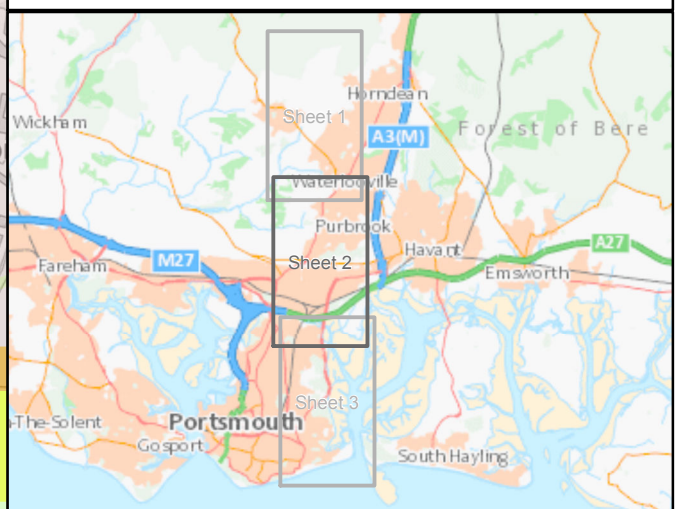 Horndean
Sheet 1
Wickham
Forest of Bere
A3(M)
Waterlooville
Purbrook
A27
Havant
M27
Sheet 2
Fareham
Emsworth
Sheet 3
-The-Solent
Portsmouth
Gosport
South Hayling